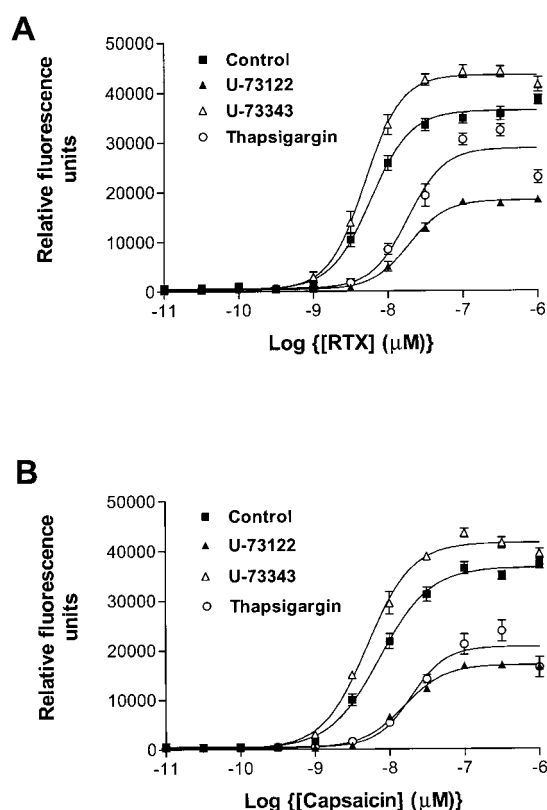 A
50000
40000
30000
20000
10000
0
Relative fluorescence
units
■ Control
▲ U-73122
△ U-73343
○ Thapsigargin
-11 -10 -9 -8 -7 -6
Log {[RTX] (μM)}
B
50000
40000
30000
20000
10000
0
Relative fluorescence
units
■ Control
▲ U-73122
△ U-73343
○ Thapsigargin
-11 -10 -9 -8 -7 -6
Log {[Capsaicin] (μM)}